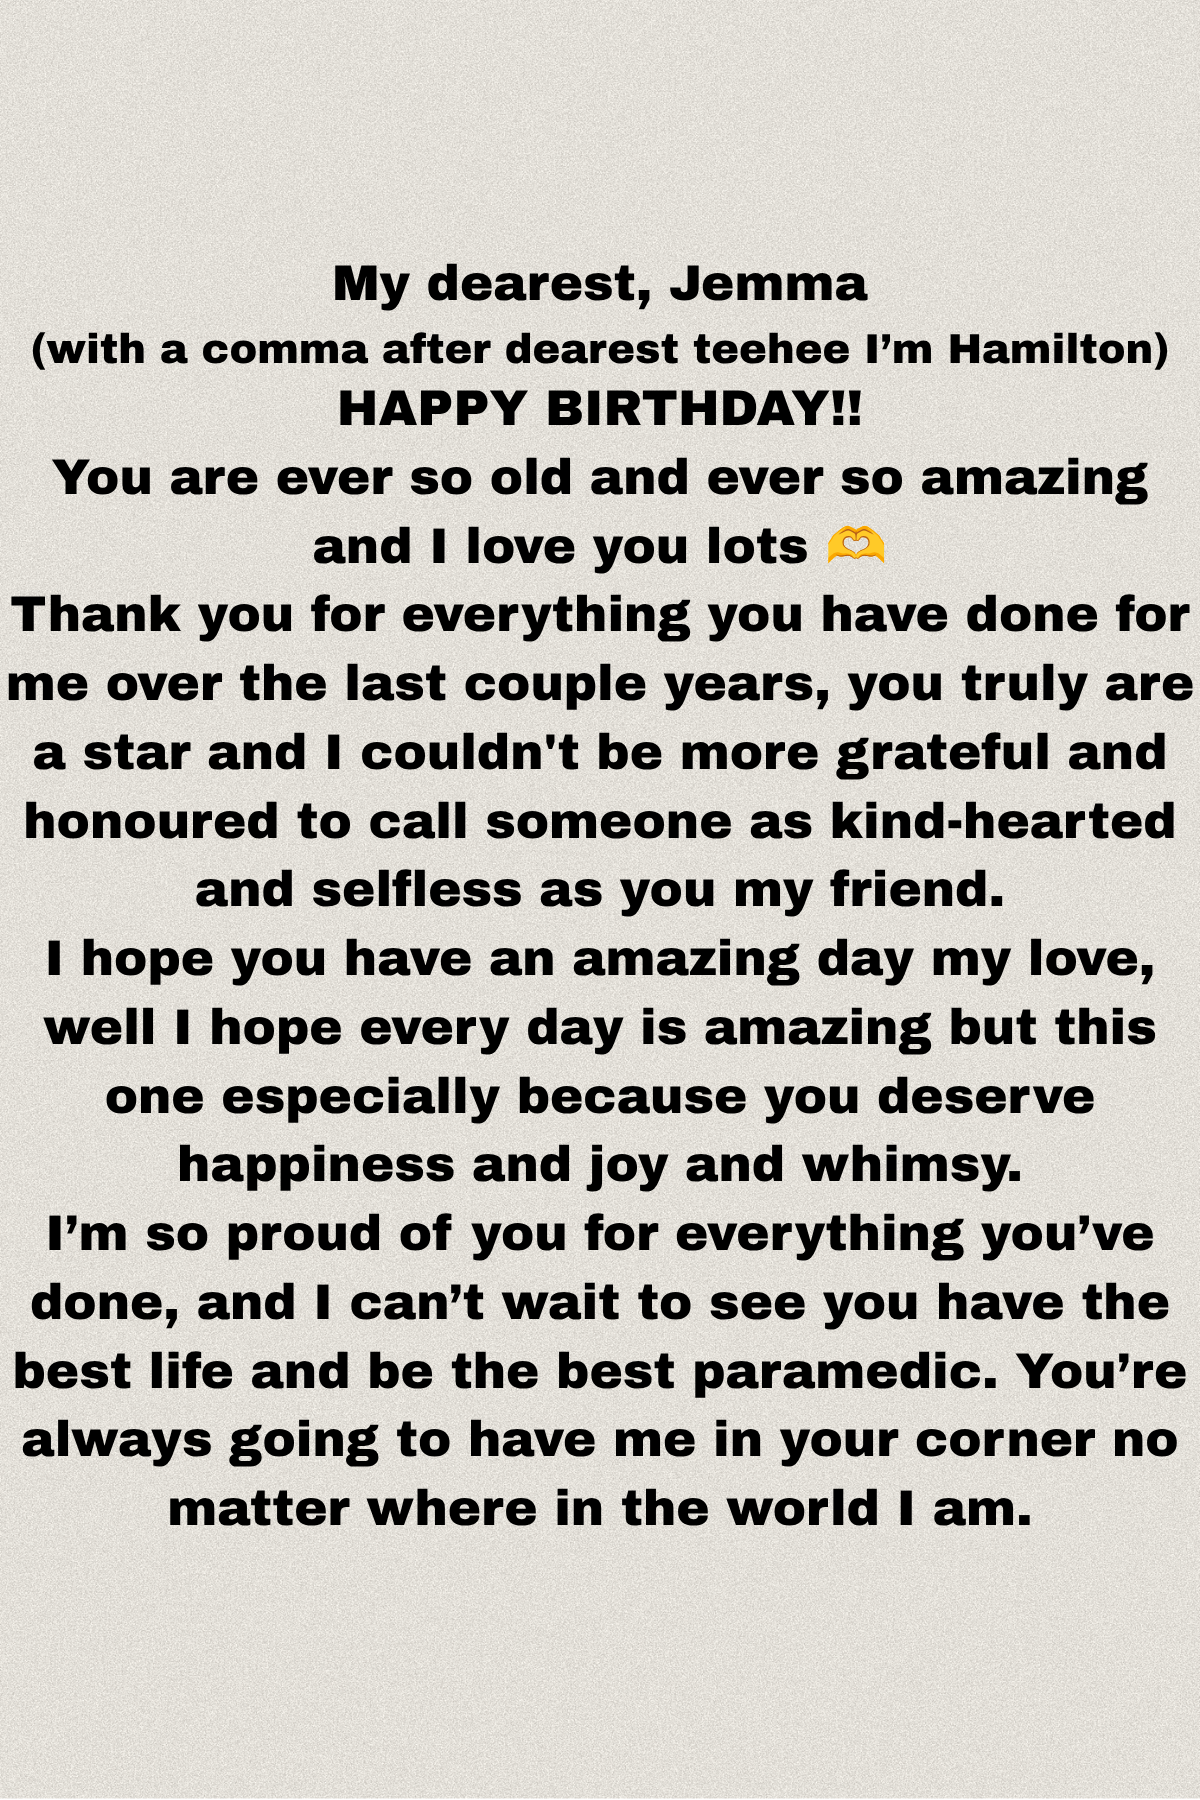 My dearest, Jemma
(with a comma after dearest teehee I’m Hamilton)
HAPPY BIRTHDAY!!
You are ever so old and ever so amazing
and I love you lots 🫶
Thank you for everything you have done for
me over the last couple years, you truly are
a star and I couldn't be more grateful and
honoured to call someone as kind-hearted
and selfless as you my friend.
I hope you have an amazing day my love,
well I hope every day is amazing but this
one especially because you deserve
happiness and joy and whimsy.
I’m so proud of you for everything you’ve
done, and I can’t wait to see you have the
best life and be the best paramedic. You’re
always going to have me in your corner no
matter where in the world I am.